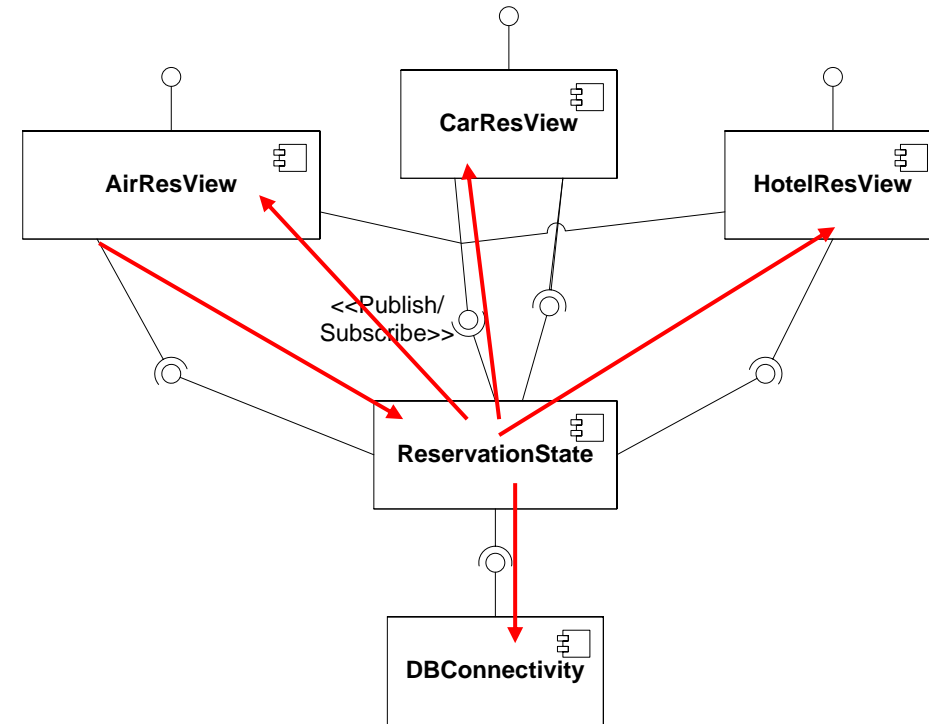 CarResView
AirResView
HotelResView
<<Publish/
Subscribe>>
ReservationState
DBConnectivity